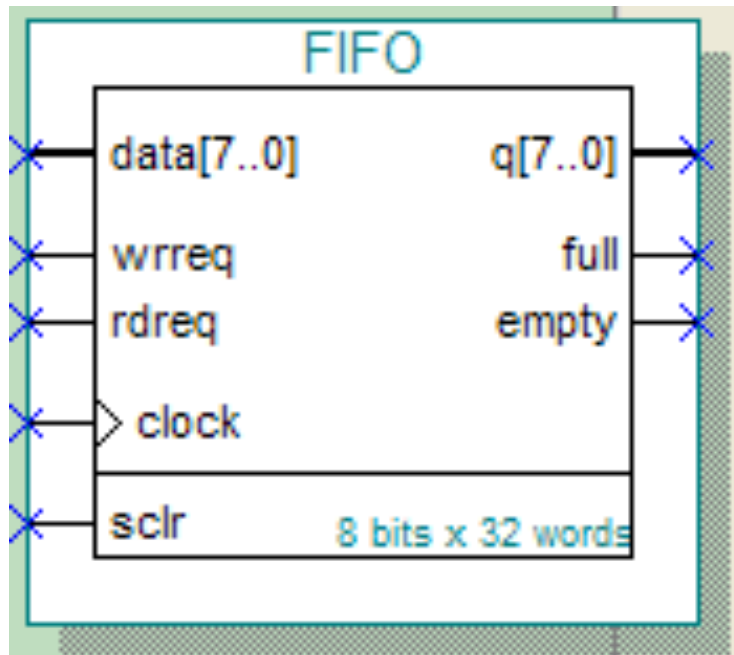 FIFO
data[7..0] q[7..0]
wrreq full
rdreq empty
clock
sclr 8 bits x 32 words